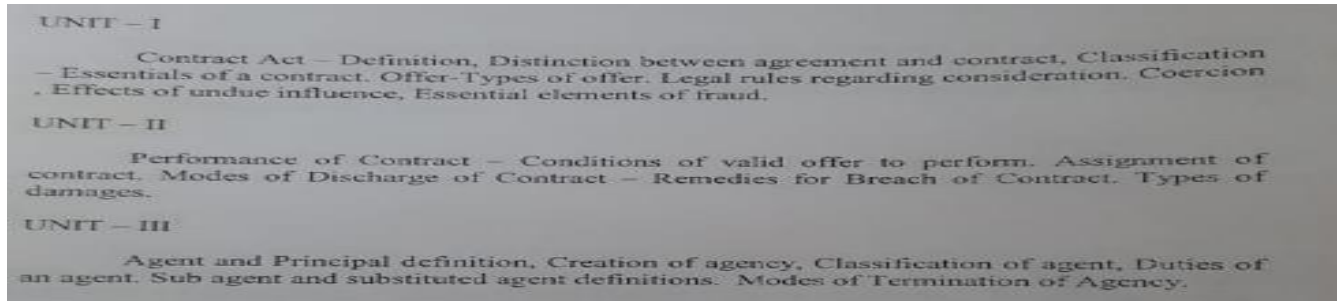 UNIT – I
Contract Act – Definition, Distinction between agreement and contract, Classification
– Essentials of a contract. Offer-Types of offer. Legal rules regarding consideration. Coercion
. Effects of undue influence, Essential elements of fraud.
UNIT – II
Performance of Contract – Conditions of valid offer to perform. Assignment of
contract. Modes of Discharge of Contract – Remedies for Breach of Contract. Types of
damages.
UNIT – III
Agent and Principal definition, Creation of agency, Classification of agent, Duties of
an agent. Sub agent and substituted agent definitions. Modes of Termination of Agency.